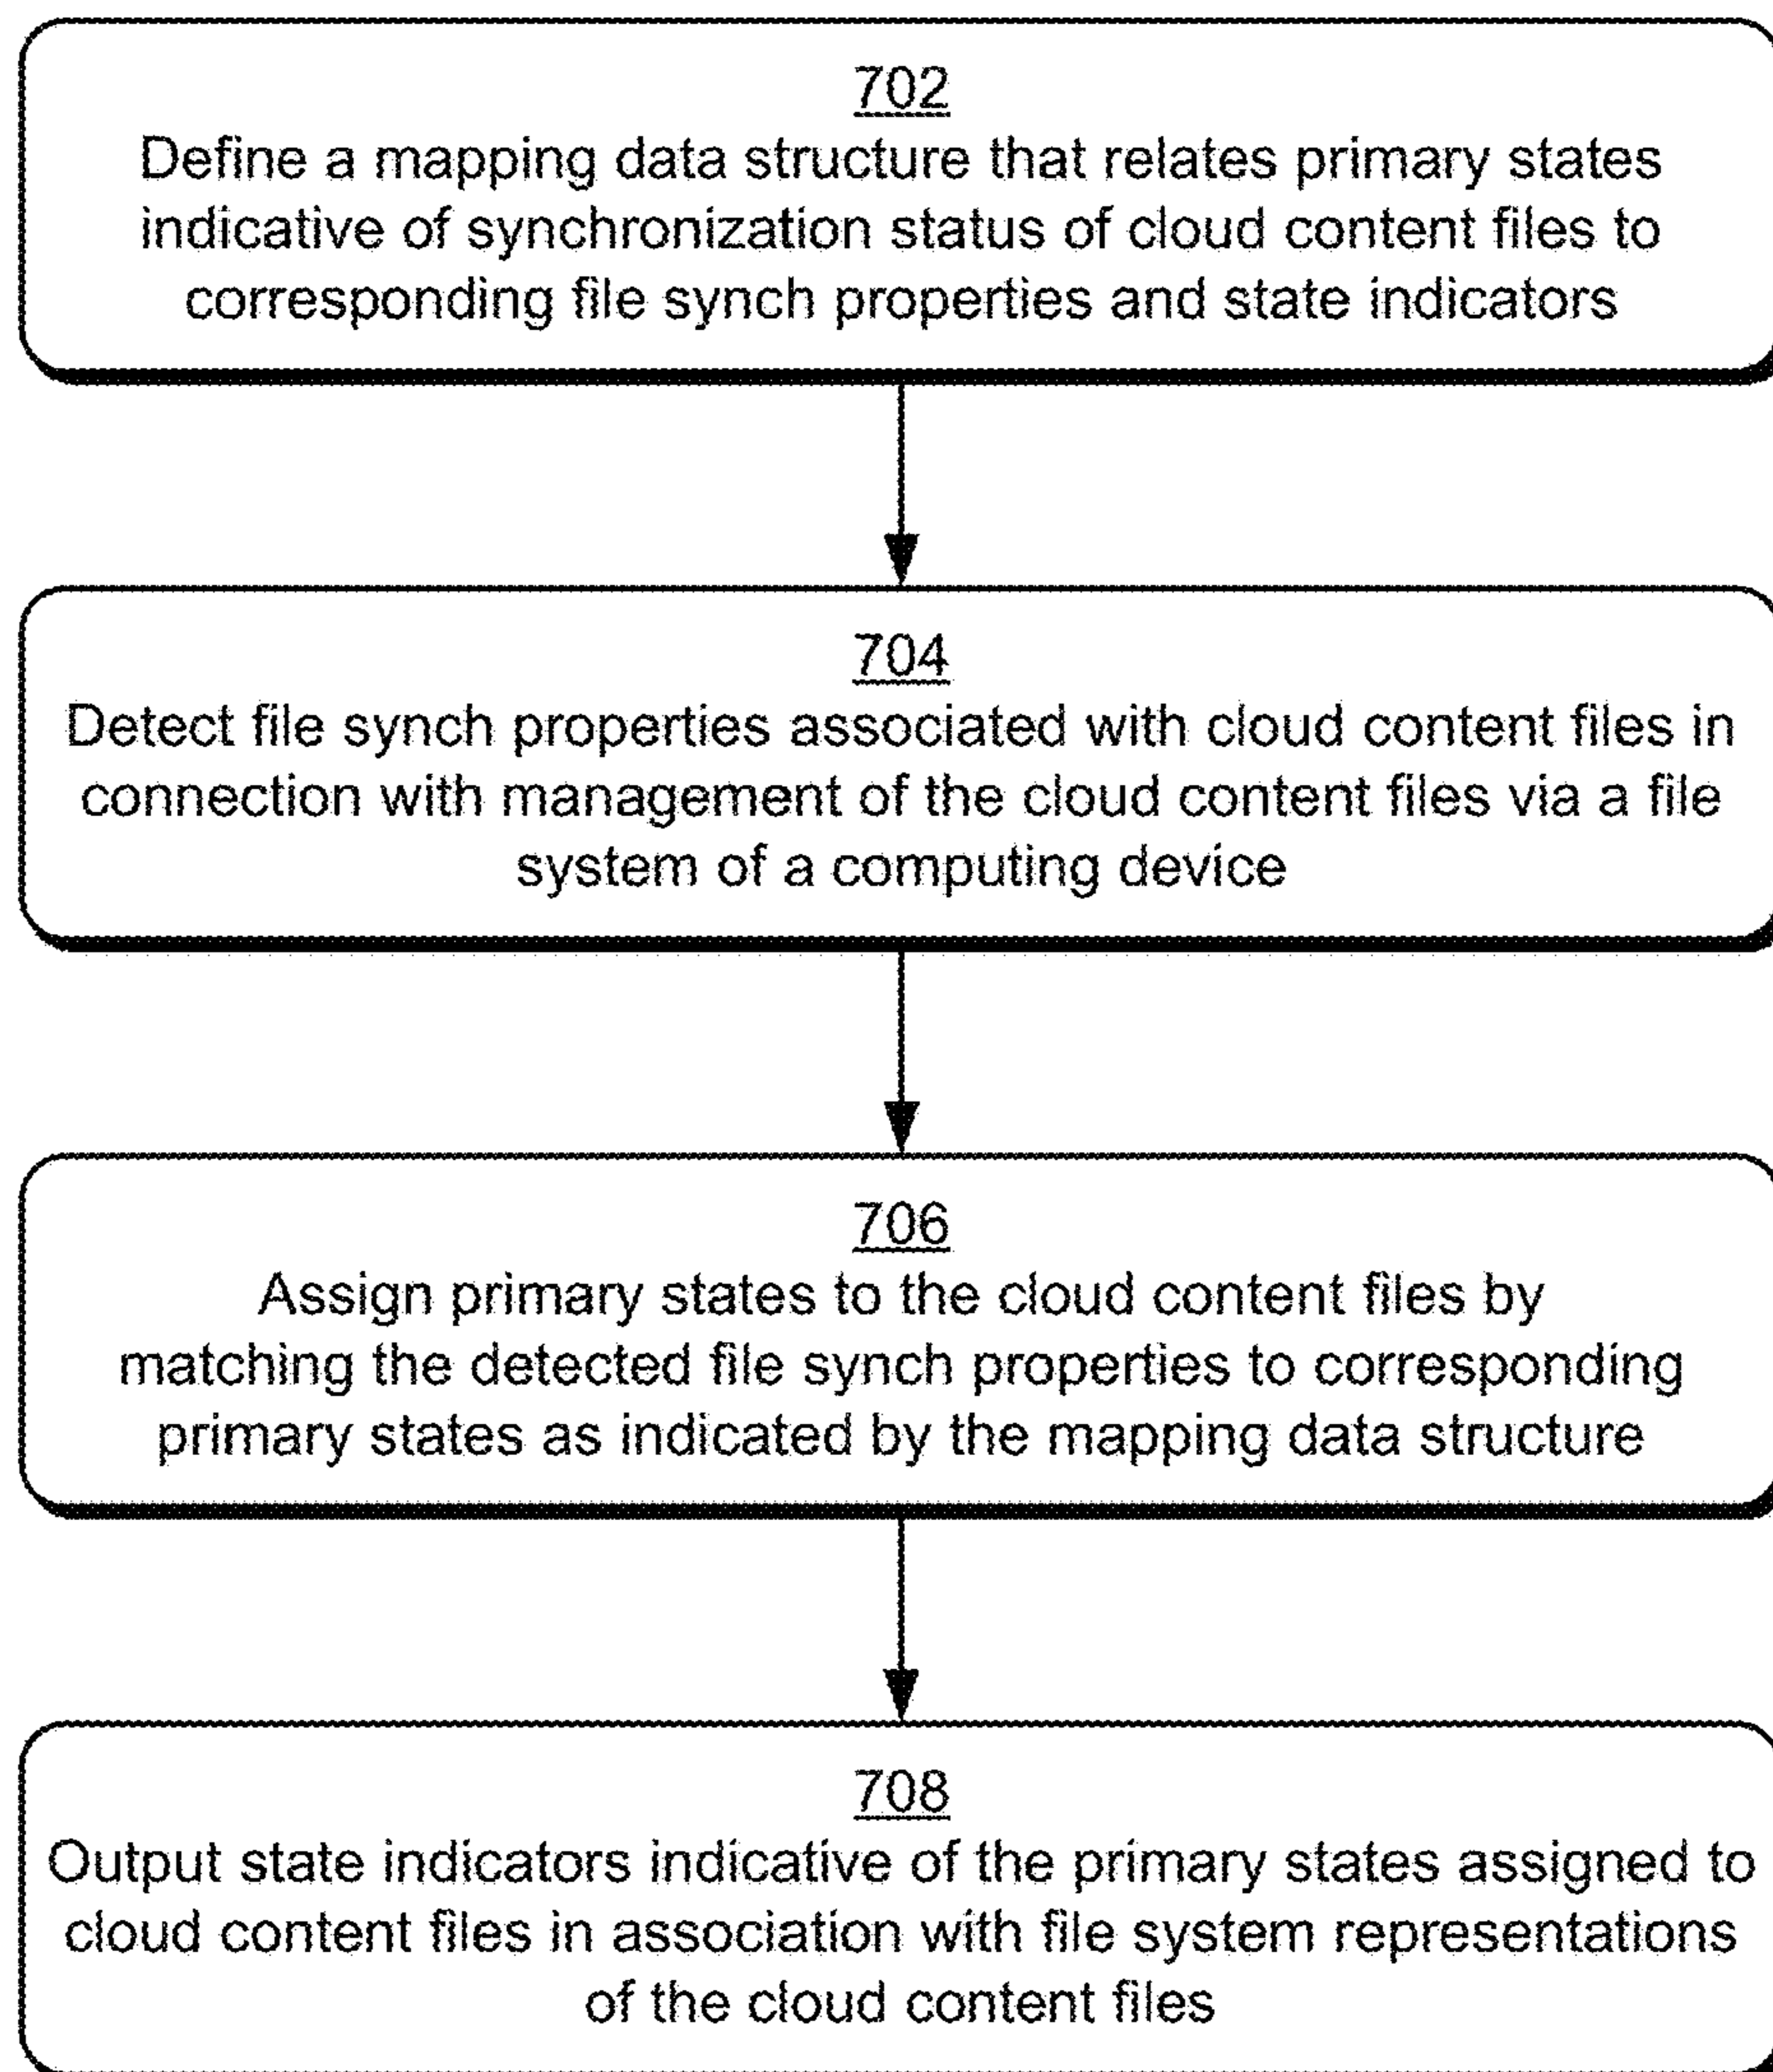 702
Define a mapping data structure that relates primary states
indicative of synchronization status of cloud content files to
corresponding file synch properties and state indicators
704
Detect file synch properties associated with cloud content files in
connection with management of the cloud content files via a file
system of a computing device
706
Assign primary states to the cloud content files by
matching the detected file synch properties to corresponding
primary states as indicated by the mapping data structure
708
Output state indicators indicative of the primary states assigned to
cloud content files in association with file system representations
of the cloud content files